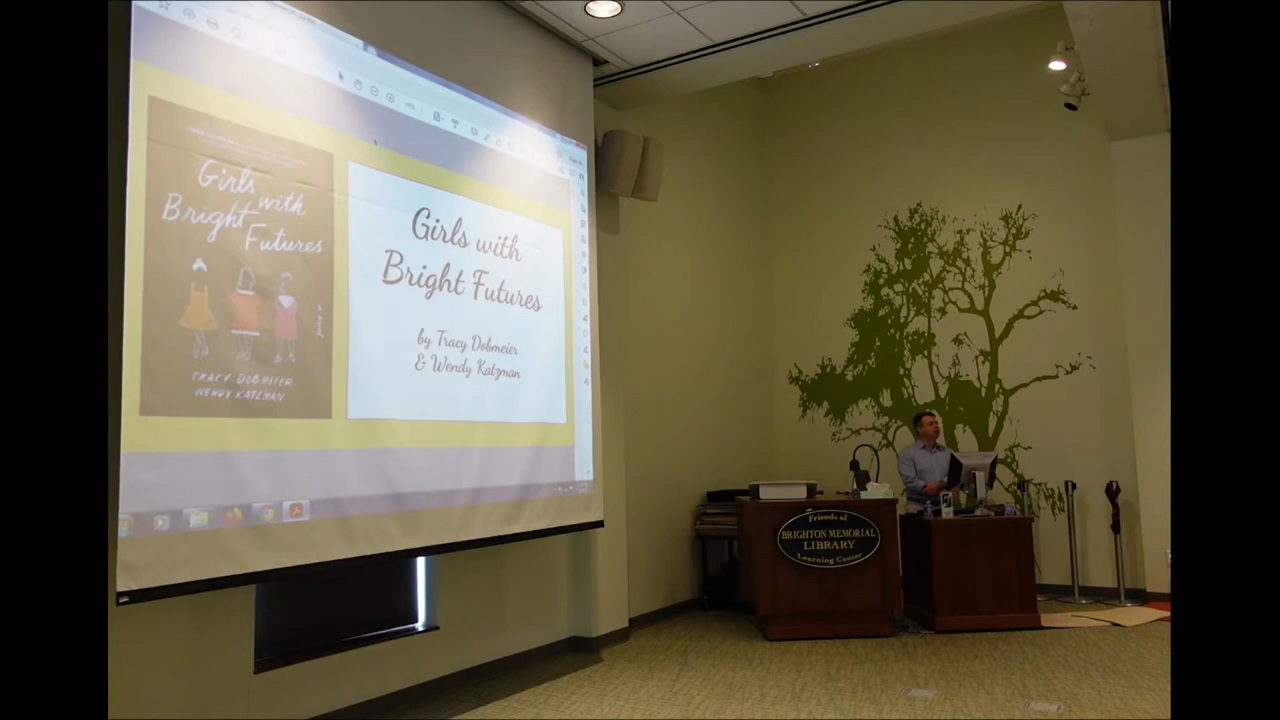 Girls with
Bright
Futures
a novel
TRACY DOBMEIER
WENDY KATZMAN
Girls with
Bright Futures
by Tracy Dobmeier
& Wendy Katzman
Friends of
BRIGHTON MEMORIAL
LIBRARY
Learning Center